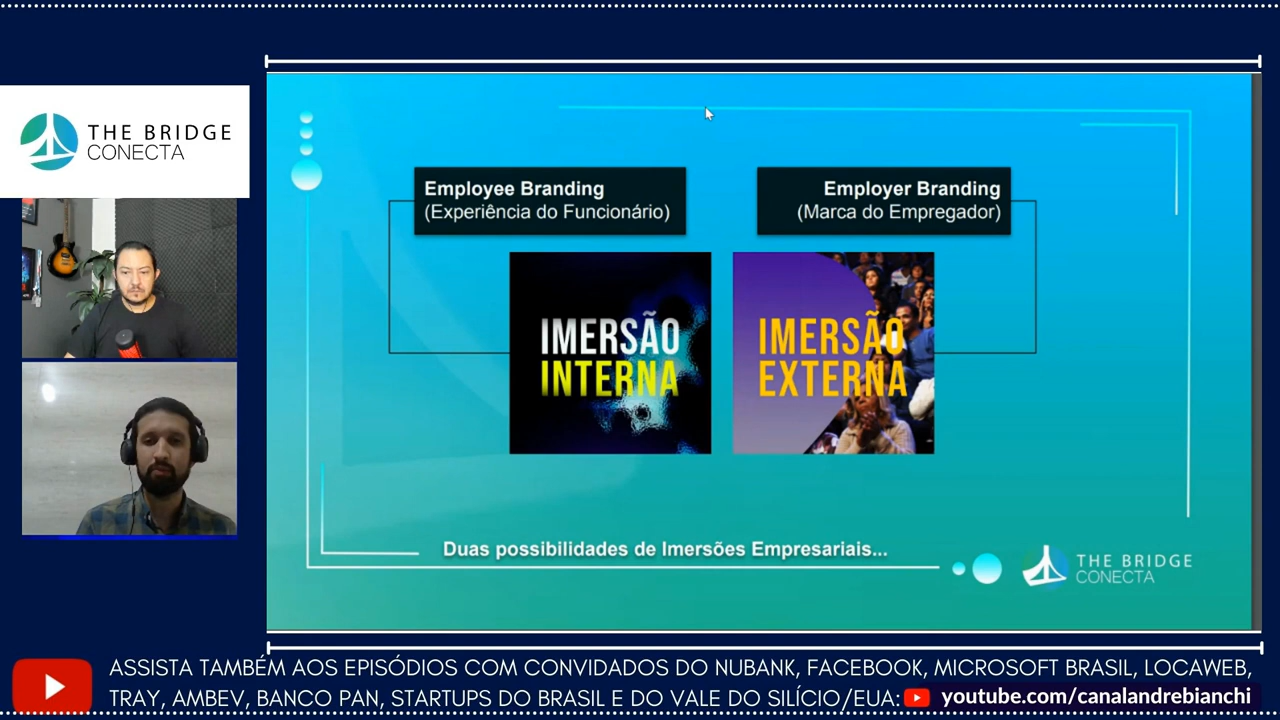 THE BRIDGE
CONECTA
Employee Branding
(Experiência do Funcionário)
Employer Branding
(Marca do Empregador)
IMERSÃO
INTERNA
IMERSÃO
EXTERNA
Duas possibilidades de Imersões Empresariais...
THE BRIDGE
CONECTA
ASSISTA TAMBÉM AOS EPISÓDIOS COM CONVIDADOS DO NUBANK, FACEBOOK, MICROSOFT BRASIL, LOCAWEB,
TRAY, AMBEV, BANCO PAN, STARTUPS DO BRASIL E DO VALE DO SILÍCIO/EUA: youtube.com/canalandrebianchi